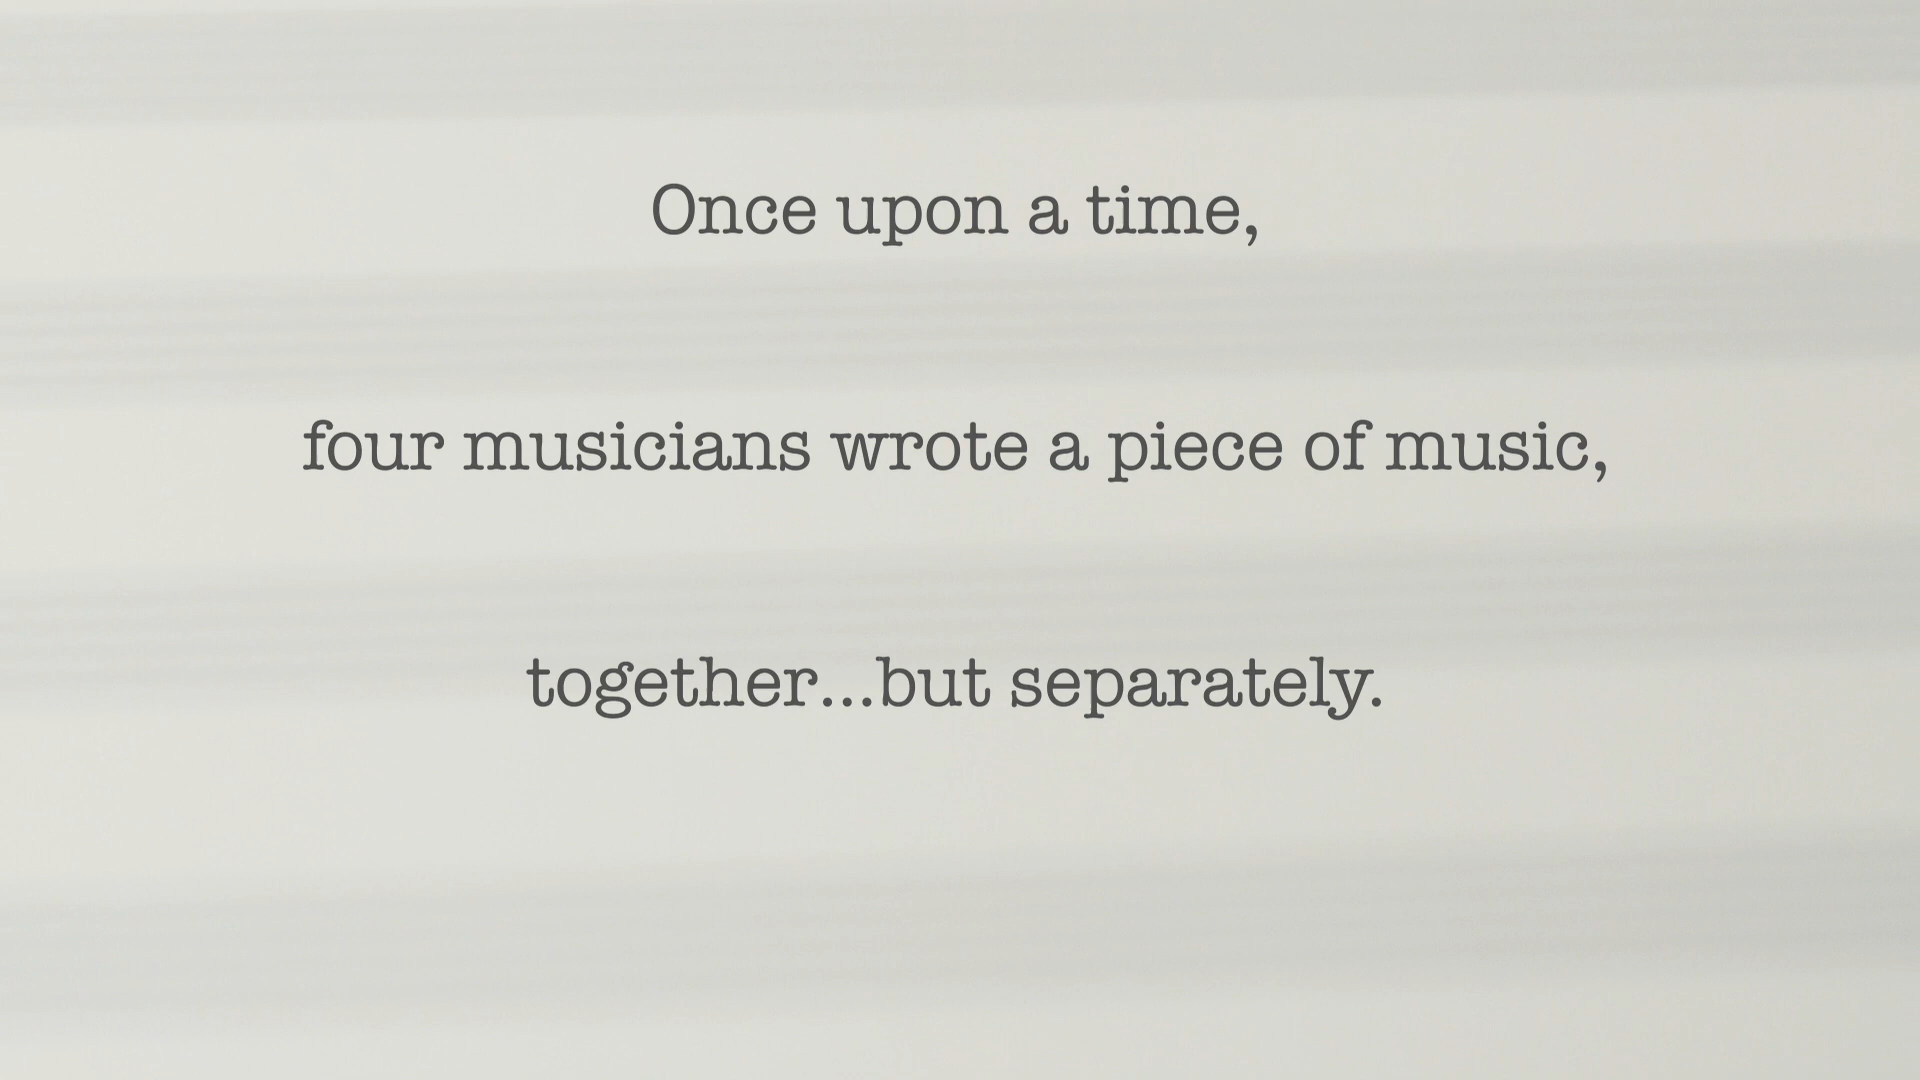 Once upon a time,
four musicians wrote a piece of music,
together...but separately.